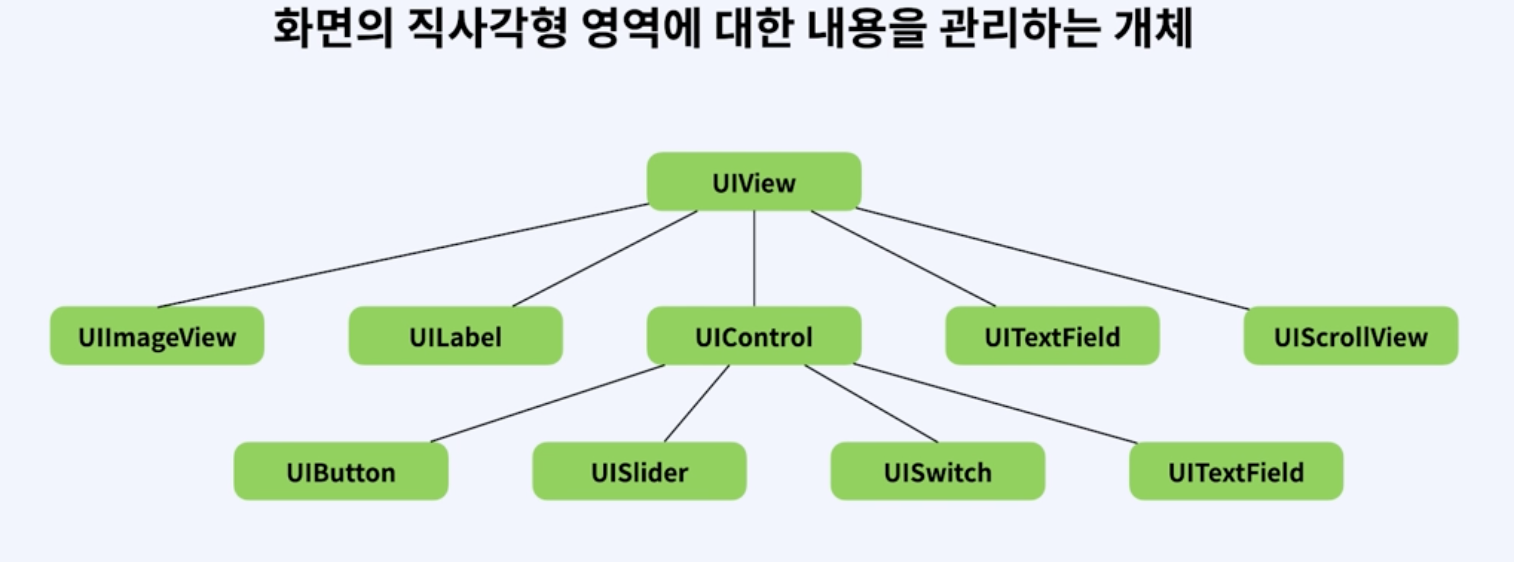 화면의 직사각형 영역에 대한 내용을 관리하는 개체
UIView
UIImageView
UILabel
UIControl
UITextField
UIScrollView
UIButton
UISlider
UISwitch
UITextField